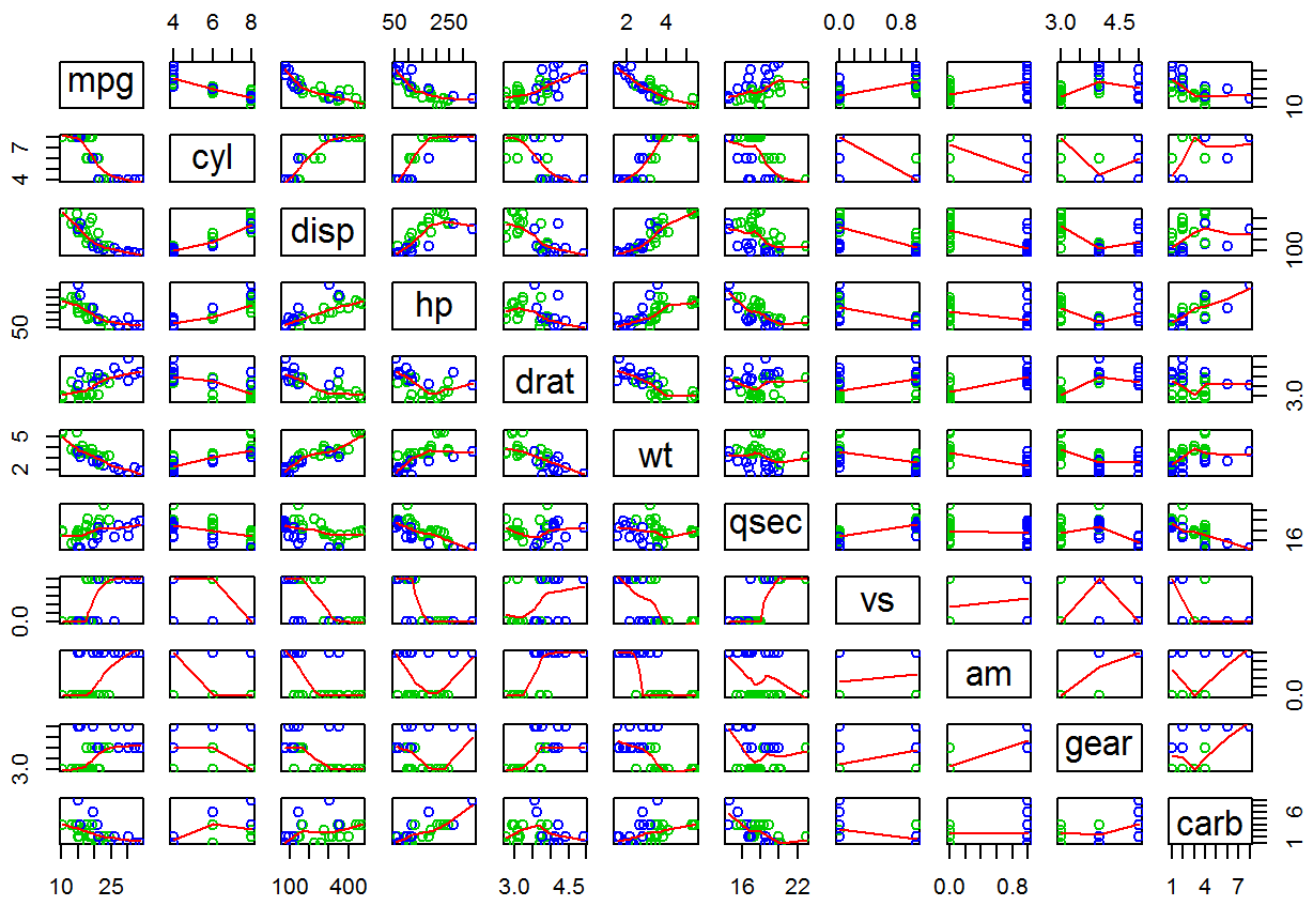 4 6 8 50 250 2 4 0.0 0.8 3.0 4.5
mpg 10
7 4 cyl
disp 100
50 hp
drat 3.0
5 2 wt
qsec 16
0.0 vs
am 0.0
3.0 gear
carb 6 1
10 25 100 400 3.0 4.5 16 22 0.0 0.8 1 4 7